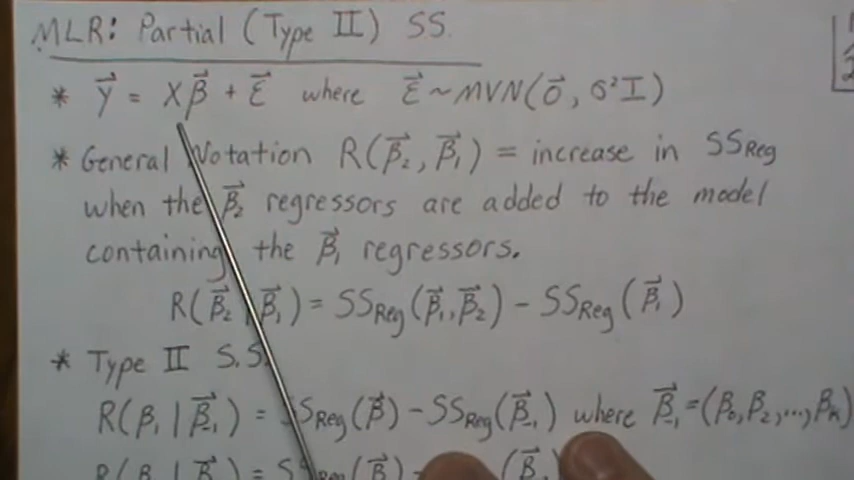 MLR: Partial (Type II) SS.
* Y⃗ = Xβ⃗ + ε⃗ where ε⃗ ~ MVN(0⃗, σ²I)
* General Notation R(β⃗₂, β⃗₁) = increase in SSReg
when the β⃗₂ regressors are added to the model
containing the β⃗₁ regressors.
R(β⃗₂|β⃗₁) = SSReg(β⃗₁, β⃗₂) - SSReg(β⃗₁)
* Type II S.S.
R(β₁|β⃗₋₁) = SSReg(β⃗) - SSReg(β⃗₋₁) where β⃗₋₁ = (β₀, β₂, ..., βₖ)